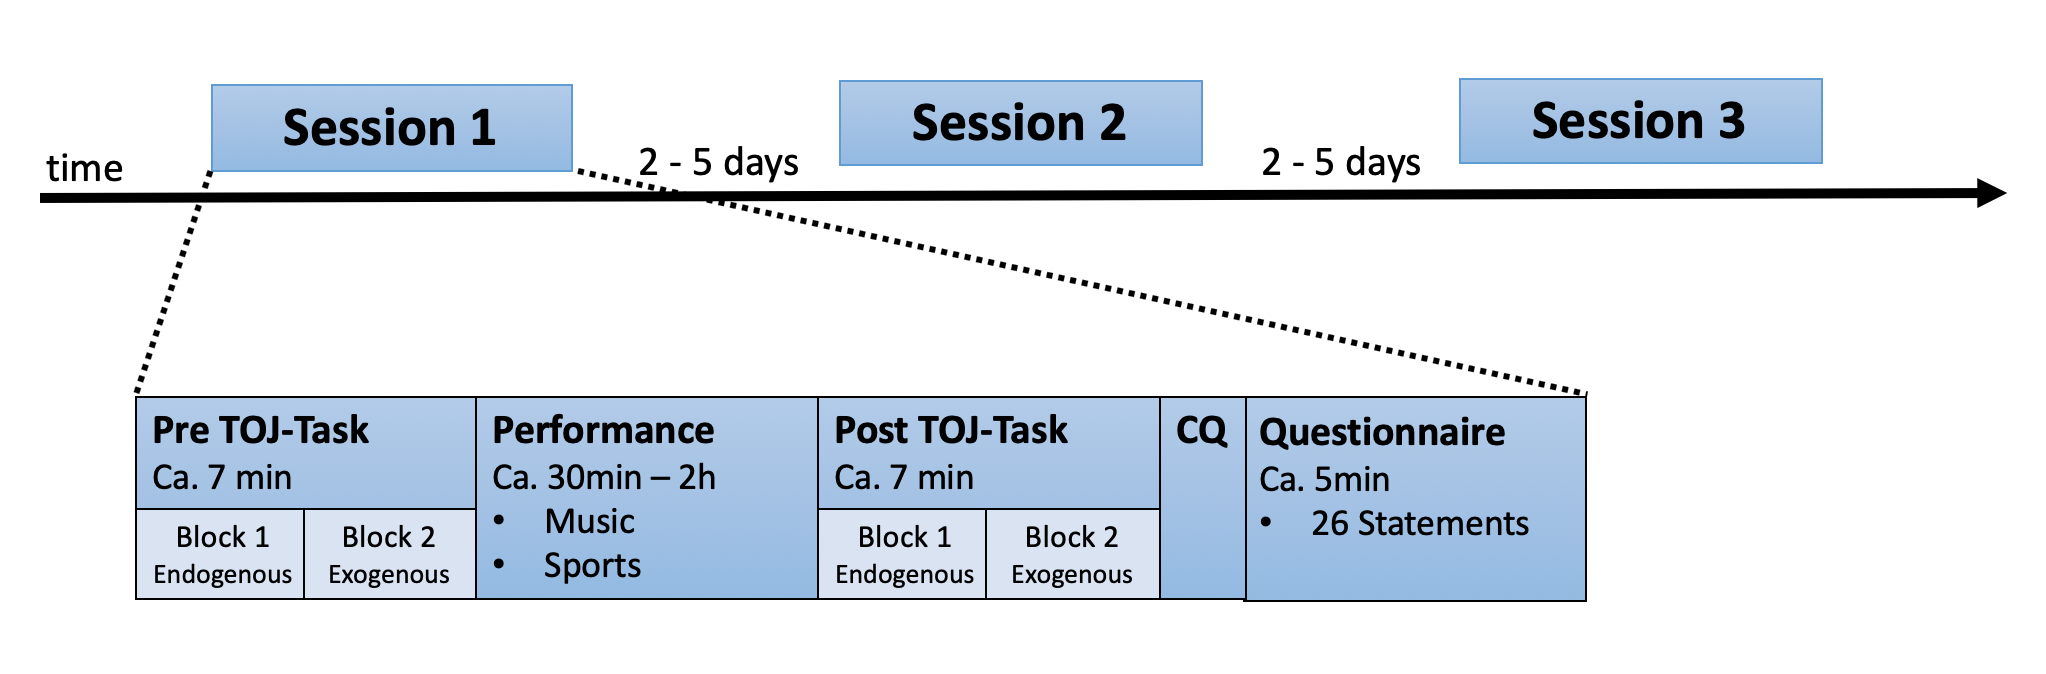 time
Session 1
2 - 5 days
Session 2
2 - 5 days
Session 3
Pre TOJ-Task
Ca. 7 min
Block 1
Endogenous
Block 2
Exogenous
Performance
Ca. 30min – 2h
• Music
• Sports
Post TOJ-Task
Ca. 7 min
Block 1
Endogenous
Block 2
Exogenous
CQ
Questionnaire
Ca. 5min
• 26 Statements